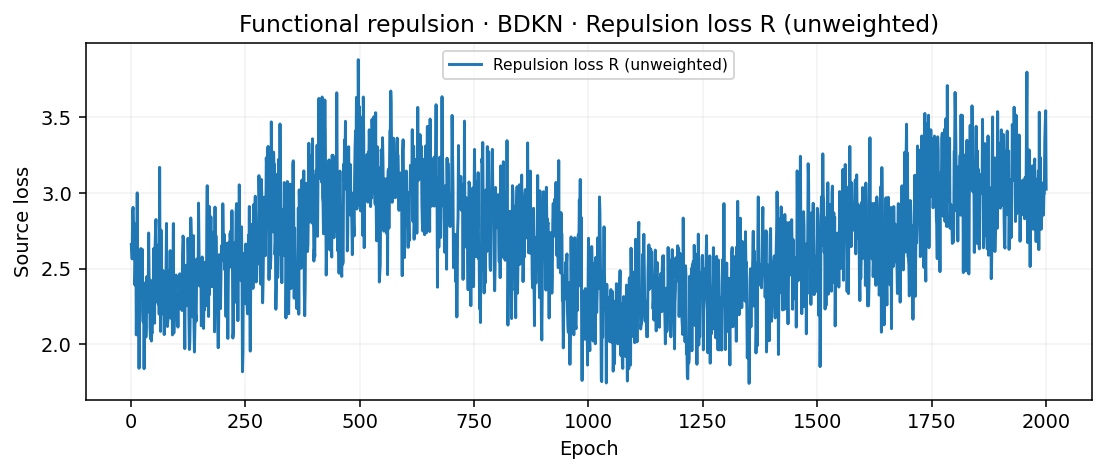 Functional repulsion · BDKN · Repulsion loss R (unweighted)
Repulsion loss R (unweighted)
Source loss
3.5
3.0
2.5
2.0
0 250 500 750 1000 1250 1500 1750 2000
Epoch